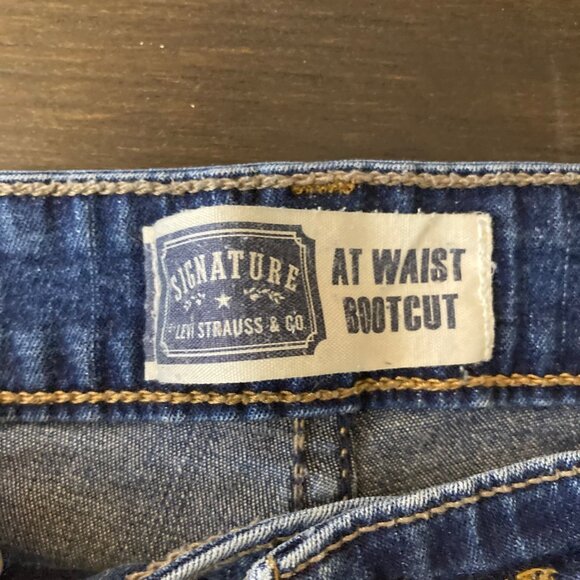 SIGNATURE
LEVI STRAUSS & CO
AT WAIST
BOOTCUT